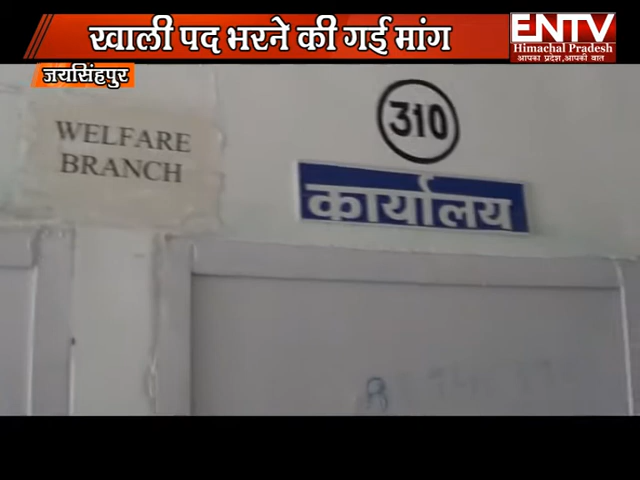 खाली पद भरने की गई मांग
ENTV
Himachal Pradesh
आपका प्रदेश,आपकी बात
जयसिंहपुर
WELFARE
BRANCH
310
कार्यालय